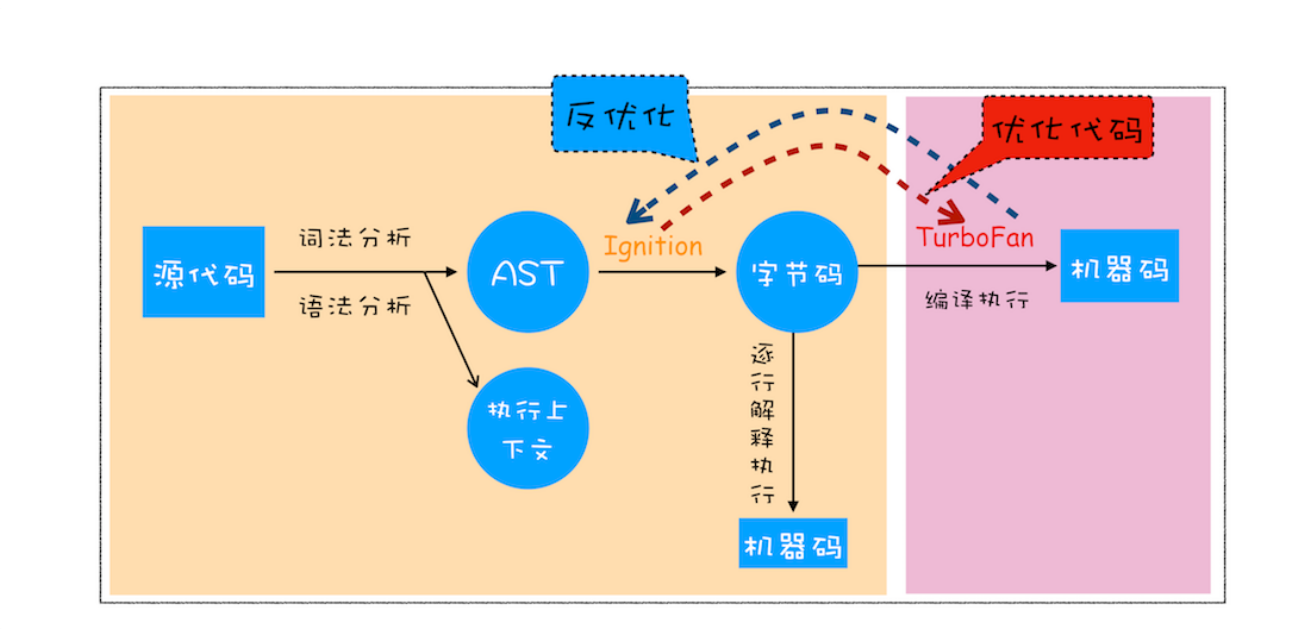 反优化
优化代码
源代码
词法分析
语法分析
AST
Ignition
字节码
TurboFan
编译执行
机器码
执行上
下文
逐
行
解
释
执
行
机器码